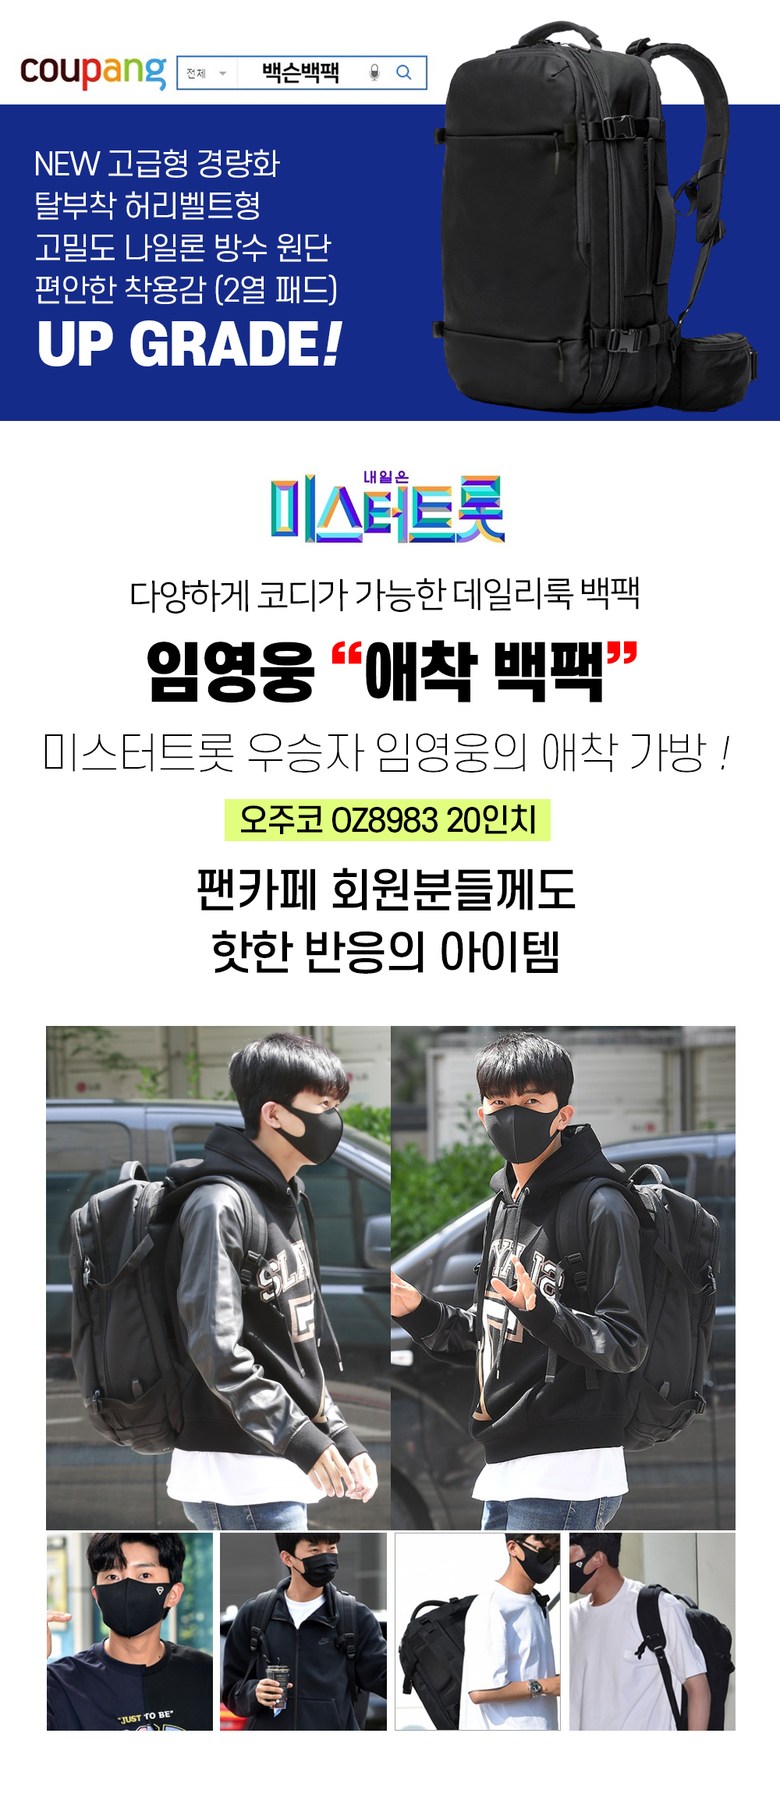 coupang
전체
백슨백팩
NEW 고급형 경량화
탈부착 허리벨트형
고밀도 나일론 방수 원단
편안한 착용감 (2열 패드)
UP GRADE!
내일은
미스터트롯
다양하게 코디가 가능한 데일리룩 백팩
임영웅 “애착 백팩”
미스터트롯 우승자 임영웅의 애착 가방 !
오주코 OZ8983 20인치
팬카페 회원분들께도
핫한 반응의 아이템
"JUST TO BE"